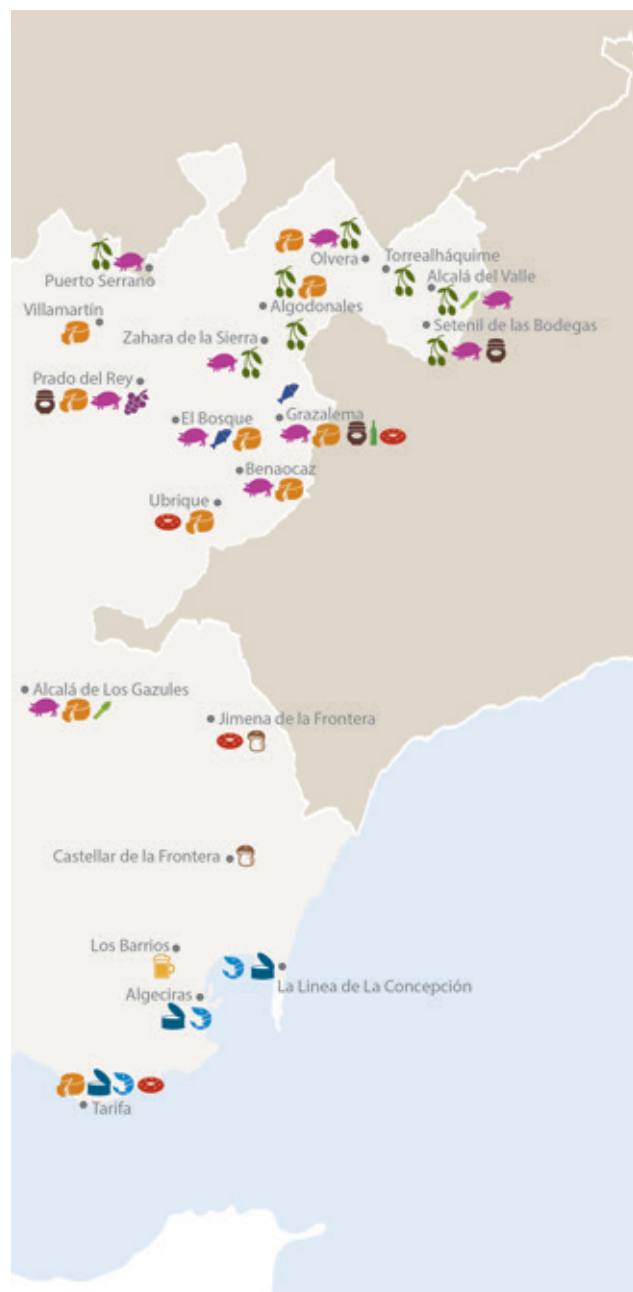 Olvera
Torrealháquime
Puerto Serrano
Alcalá del Valle
Villamartín
Algodonales
Setenil de las Bodegas
Zahara de la Sierra
Prado del Rey
El Bosque
Grazalema
Benaocaz
Ubrique
Alcalá de Los Gazules
Jimena de la Frontera
Castellar de la Frontera
Los Barrios
La Linea de La Concepción
Algeciras
Tarifa